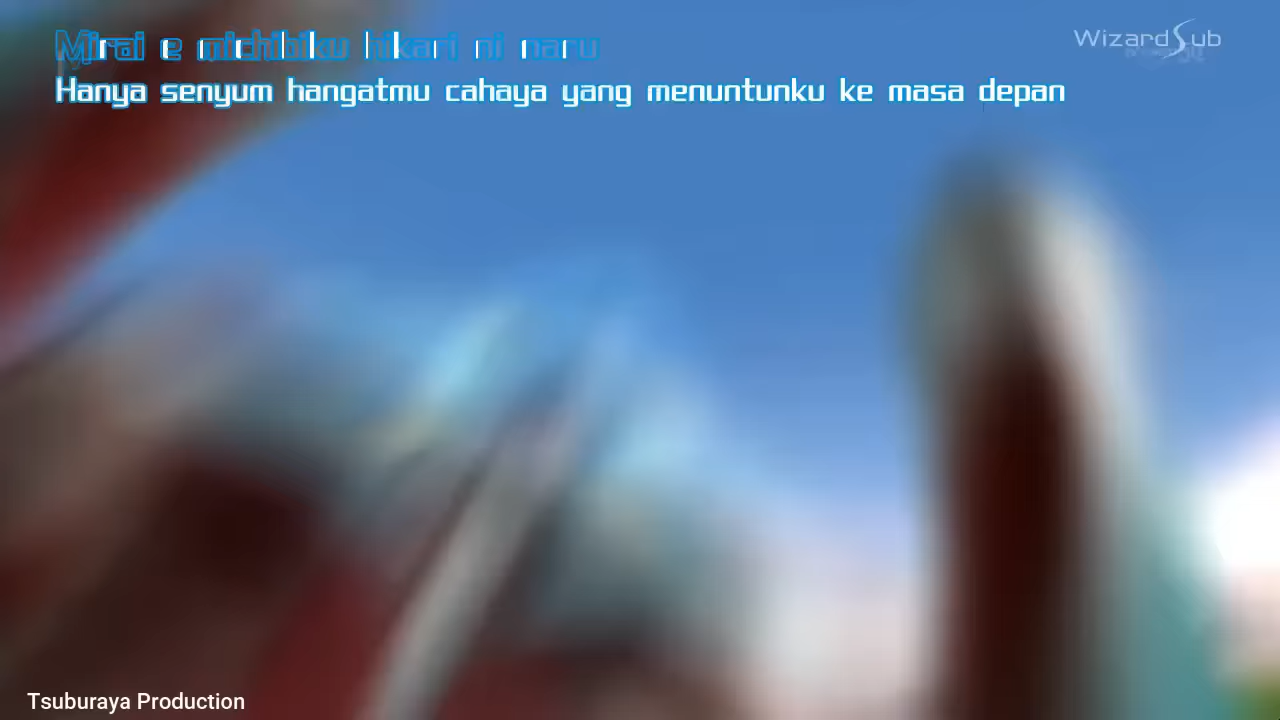 Mirai e michibiku hikari ni naru
WizardSub
Hanya senyum hangatmu cahaya yang menuntunku ke masa depan
Tsuburaya Production